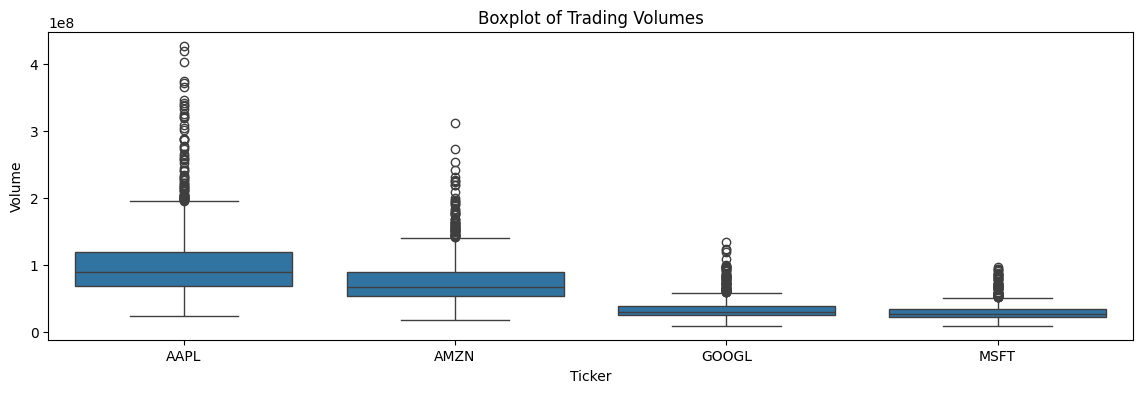 Boxplot of Trading Volumes
1e8
4
3
2
1
0
Volume
AAPL
AMZN
GOOGL
MSFT
Ticker